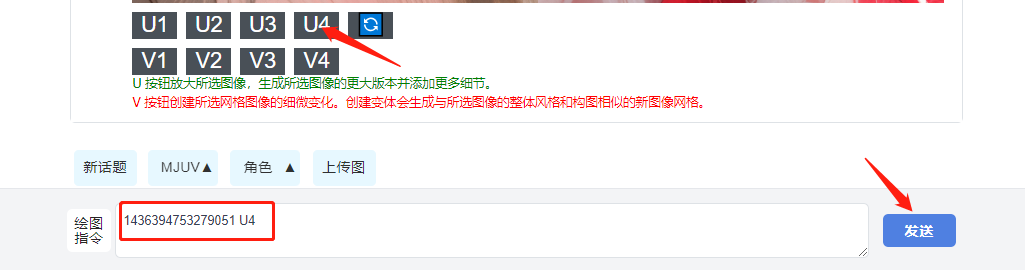 U1 U2 U3 U4
V1 V2 V3 V4
U 按钮放大所选图像，生成所选图像的更大版本并添加更多细节。
V 按钮创建所选网格图像的细微变化。创建变体会生成与所选图像的整体风格和构图相似的新图像网格。
新话题 MJUV▲ 角色 ▲ 上传图
绘图
指令
1436394753279051 U4
发送